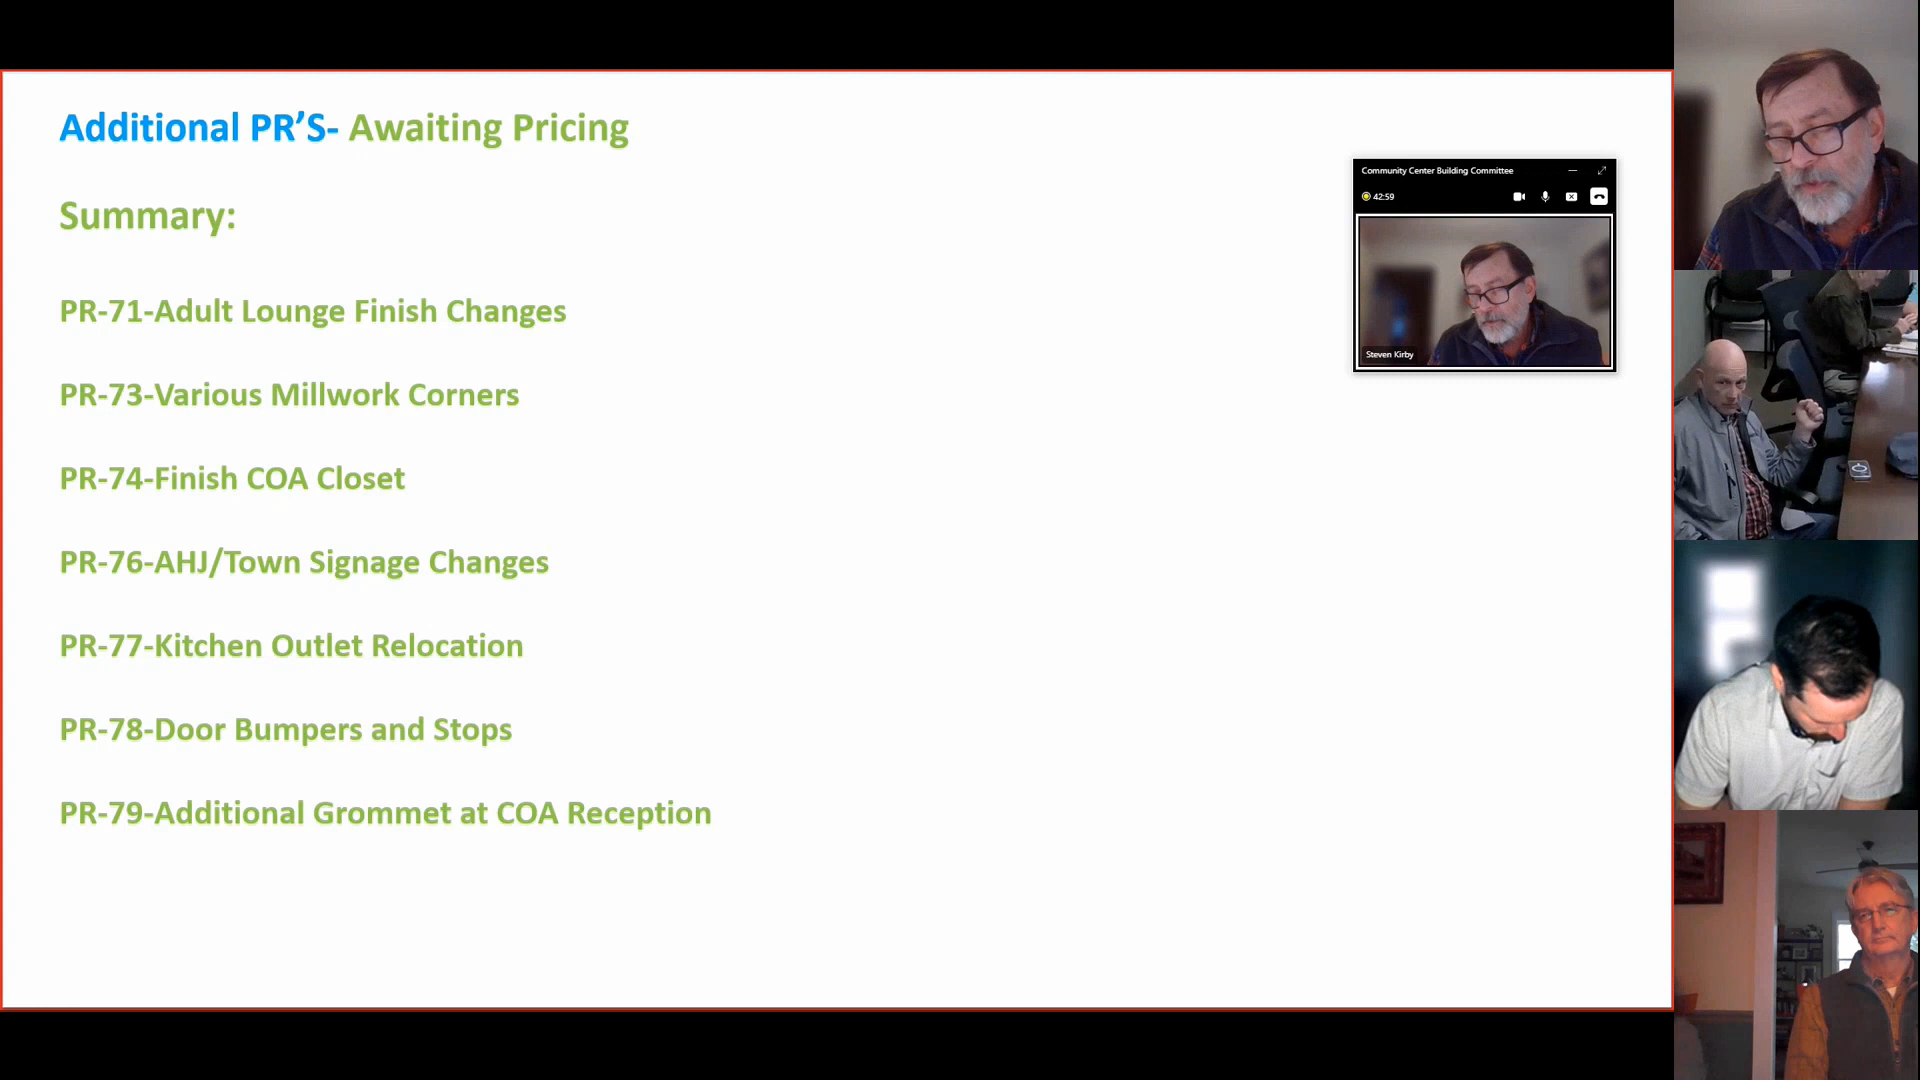 Additional PR’S- Awaiting Pricing
Summary:
PR-71-Adult Lounge Finish Changes
PR-73-Various Millwork Corners
PR-74-Finish COA Closet
PR-76-AHJ/Town Signage Changes
PR-77-Kitchen Outlet Relocation
PR-78-Door Bumpers and Stops
PR-79-Additional Grommet at COA Reception
Community Center Building Committee
42:59
Steven Kirby